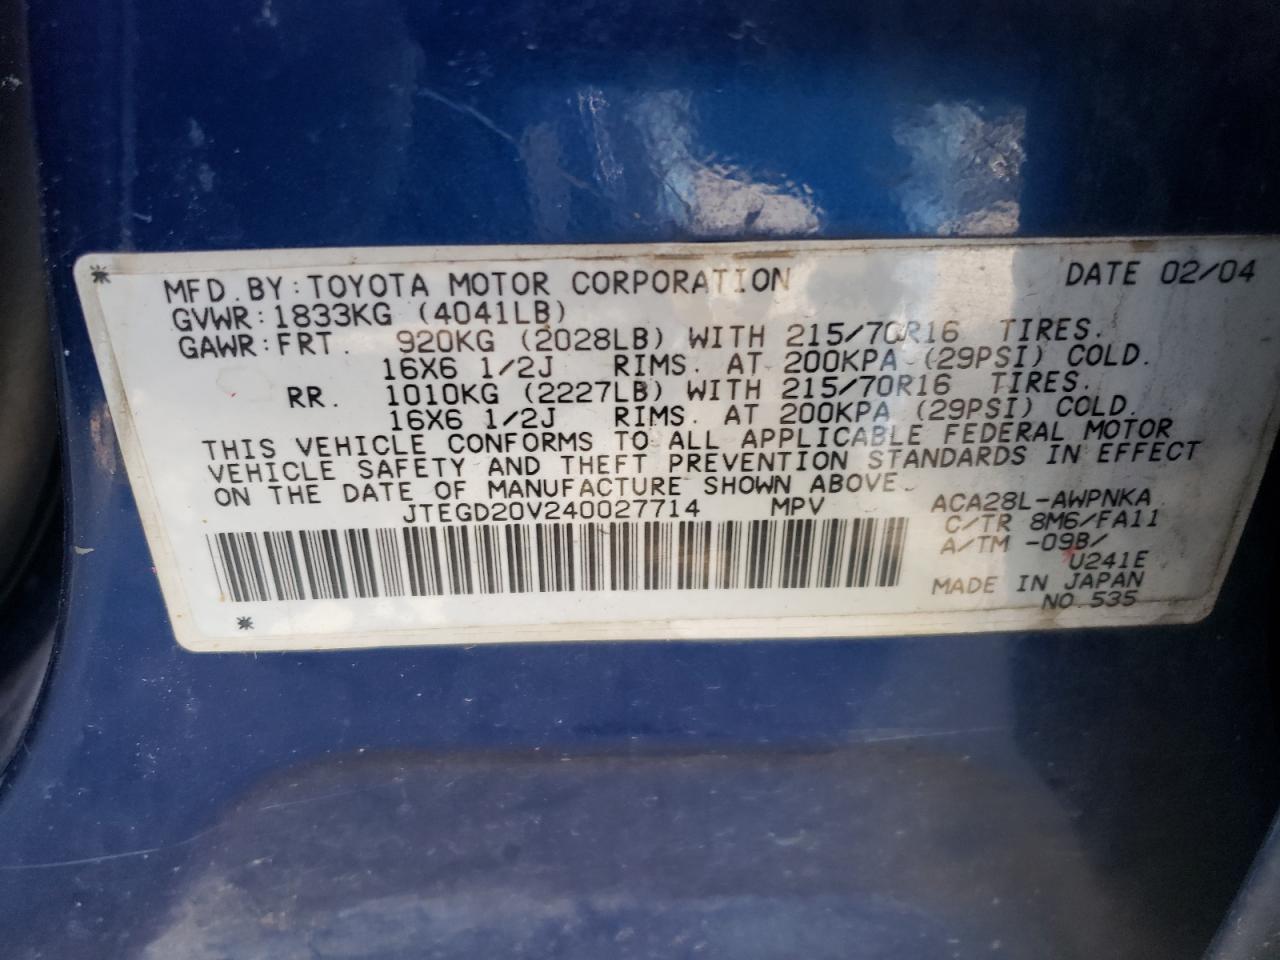 MFD. BY: TOYOTA MOTOR CORPORATION DATE 02/04
GVWR: 1833KG (4041LB)
GAWR: FRT. 920KG (2028LB) WITH 215/70R16 TIRES.
16X6 1/2J RIMS. AT 200KPA (29PSI) COLD.
RR. 1010KG (2227LB) WITH 215/70R16 TIRES.
16X6 1/2J RIMS. AT 200KPA (29PSI) COLD.
THIS VEHICLE CONFORMS TO ALL APPLICABLE FEDERAL MOTOR
VEHICLE SAFETY AND THEFT PREVENTION STANDARDS IN EFFECT
ON THE DATE OF MANUFACTURE SHOWN ABOVE.
JTEGD20V240027714 MPV ACA28L-AWPNKA
C/TR 8M6/FA11
A/TM -09B/
U241E
MADE IN JAPAN
NO. 535